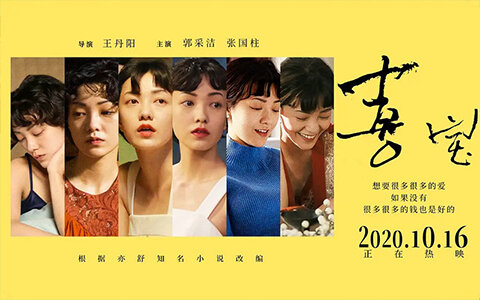 导演 王丹阳 主演 郭采洁 张国柱
喜宝
想要很多很多的爱
如果没有
很多很多的钱也是好的
2020.10.16
正在热映
根据亦舒知名小说改编